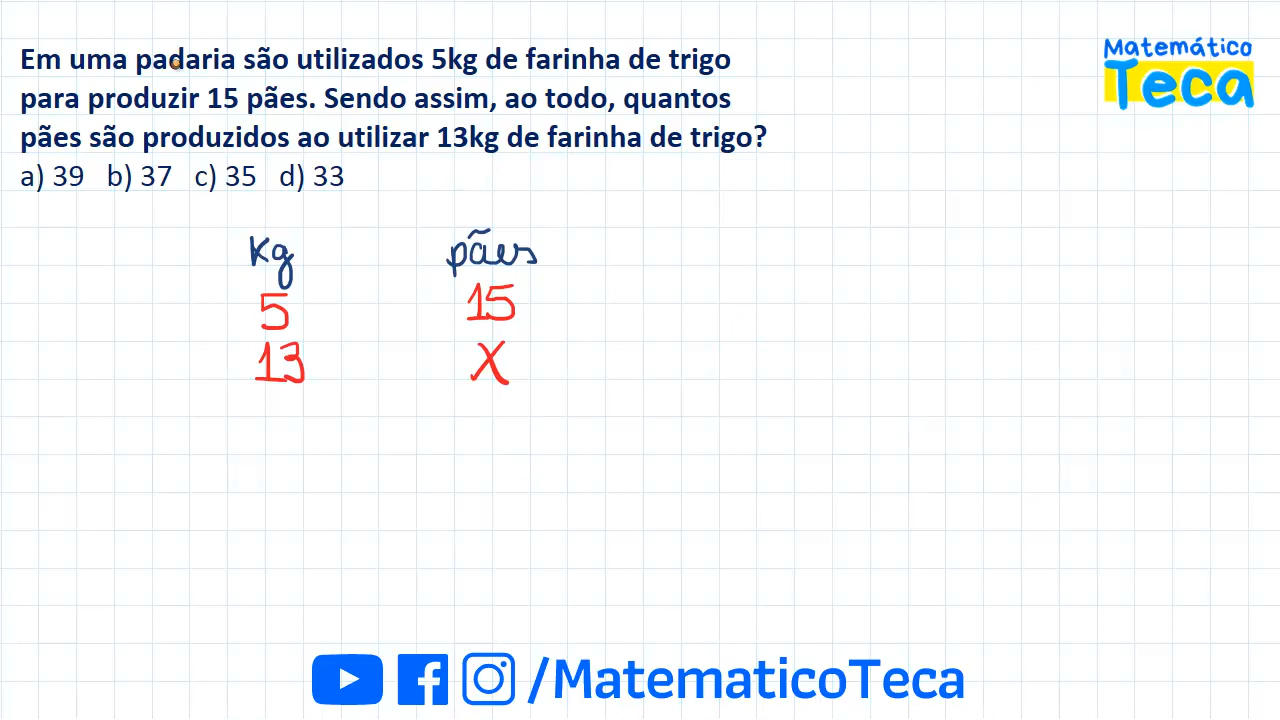 Em uma padaria são utilizados 5kg de farinha de trigo
para produzir 15 pães. Sendo assim, ao todo, quantos
pães são produzidos ao utilizar 13kg de farinha de trigo?
a) 39 b) 37 c) 35 d) 33
Matemático
Teca
kg pães
5 15
13 X
/MatematicoTeca